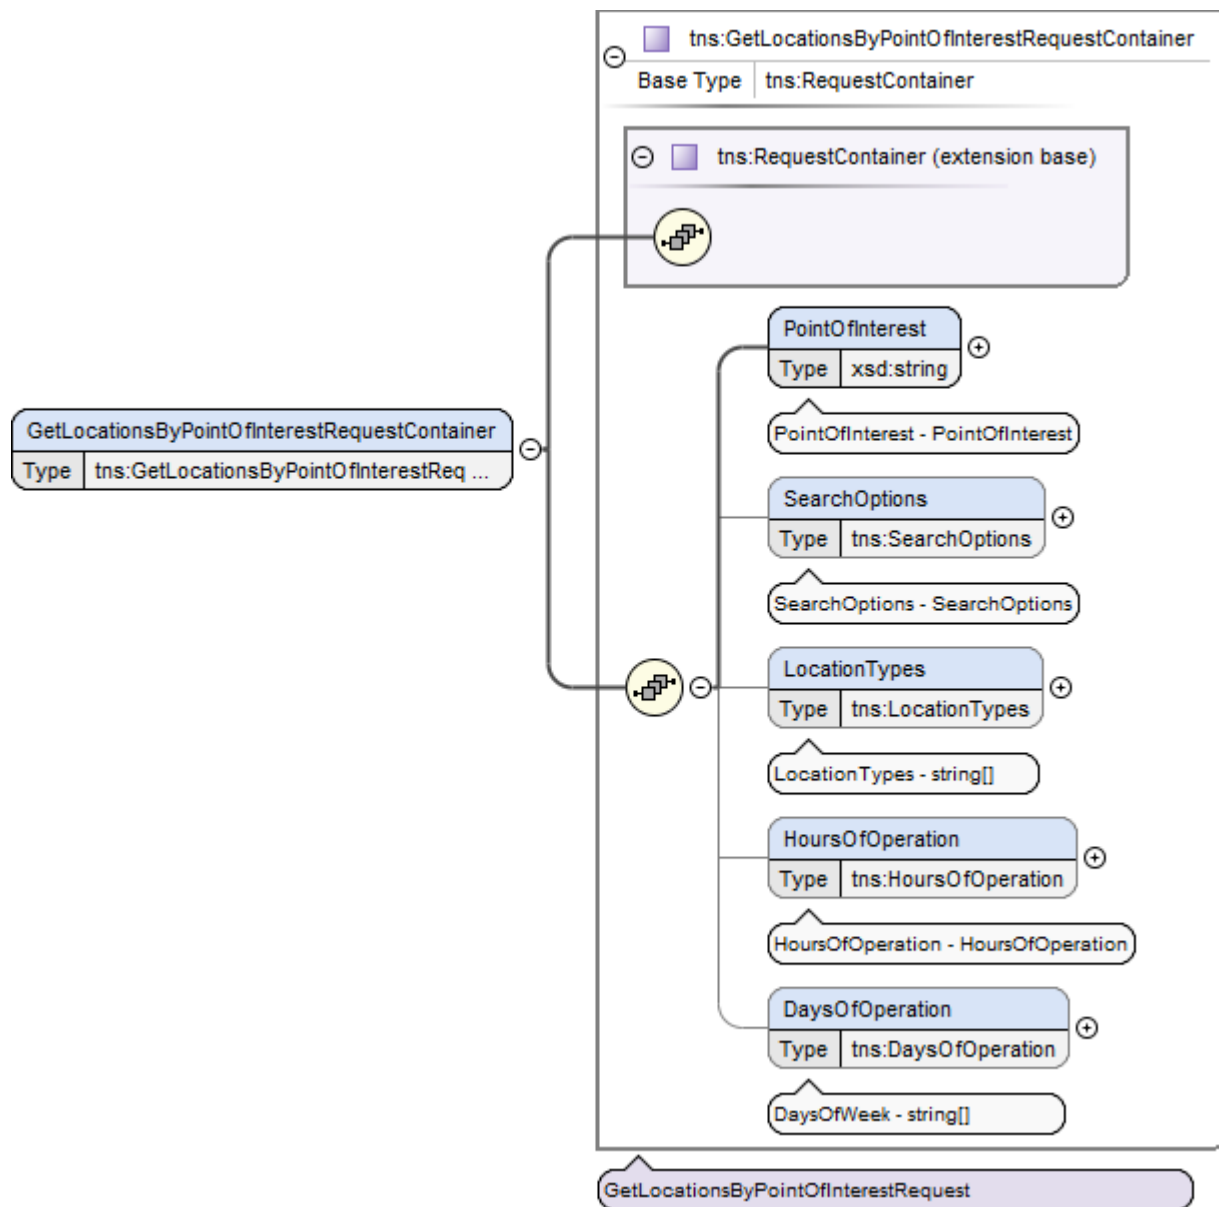 tns:GetLocationsByPointOfInterestRequestContainer
Base Type tns:RequestContainer
tns:RequestContainer (extension base)
PointOfInterest
Type xsd:string
PointOfInterest - PointOfInterest
GetLocationsByPointOfInterestRequestContainer
Type tns:GetLocationsByPointOfInterestReq ...
SearchOptions
Type tns:SearchOptions
SearchOptions - SearchOptions
LocationTypes
Type tns:LocationTypes
LocationTypes - string[]
HoursOfOperation
Type tns:HoursOfOperation
HoursOfOperation - HoursOfOperation
DaysOfOperation
Type tns:DaysOfOperation
DaysOfWeek - string[]
GetLocationsByPointOfInterestRequest